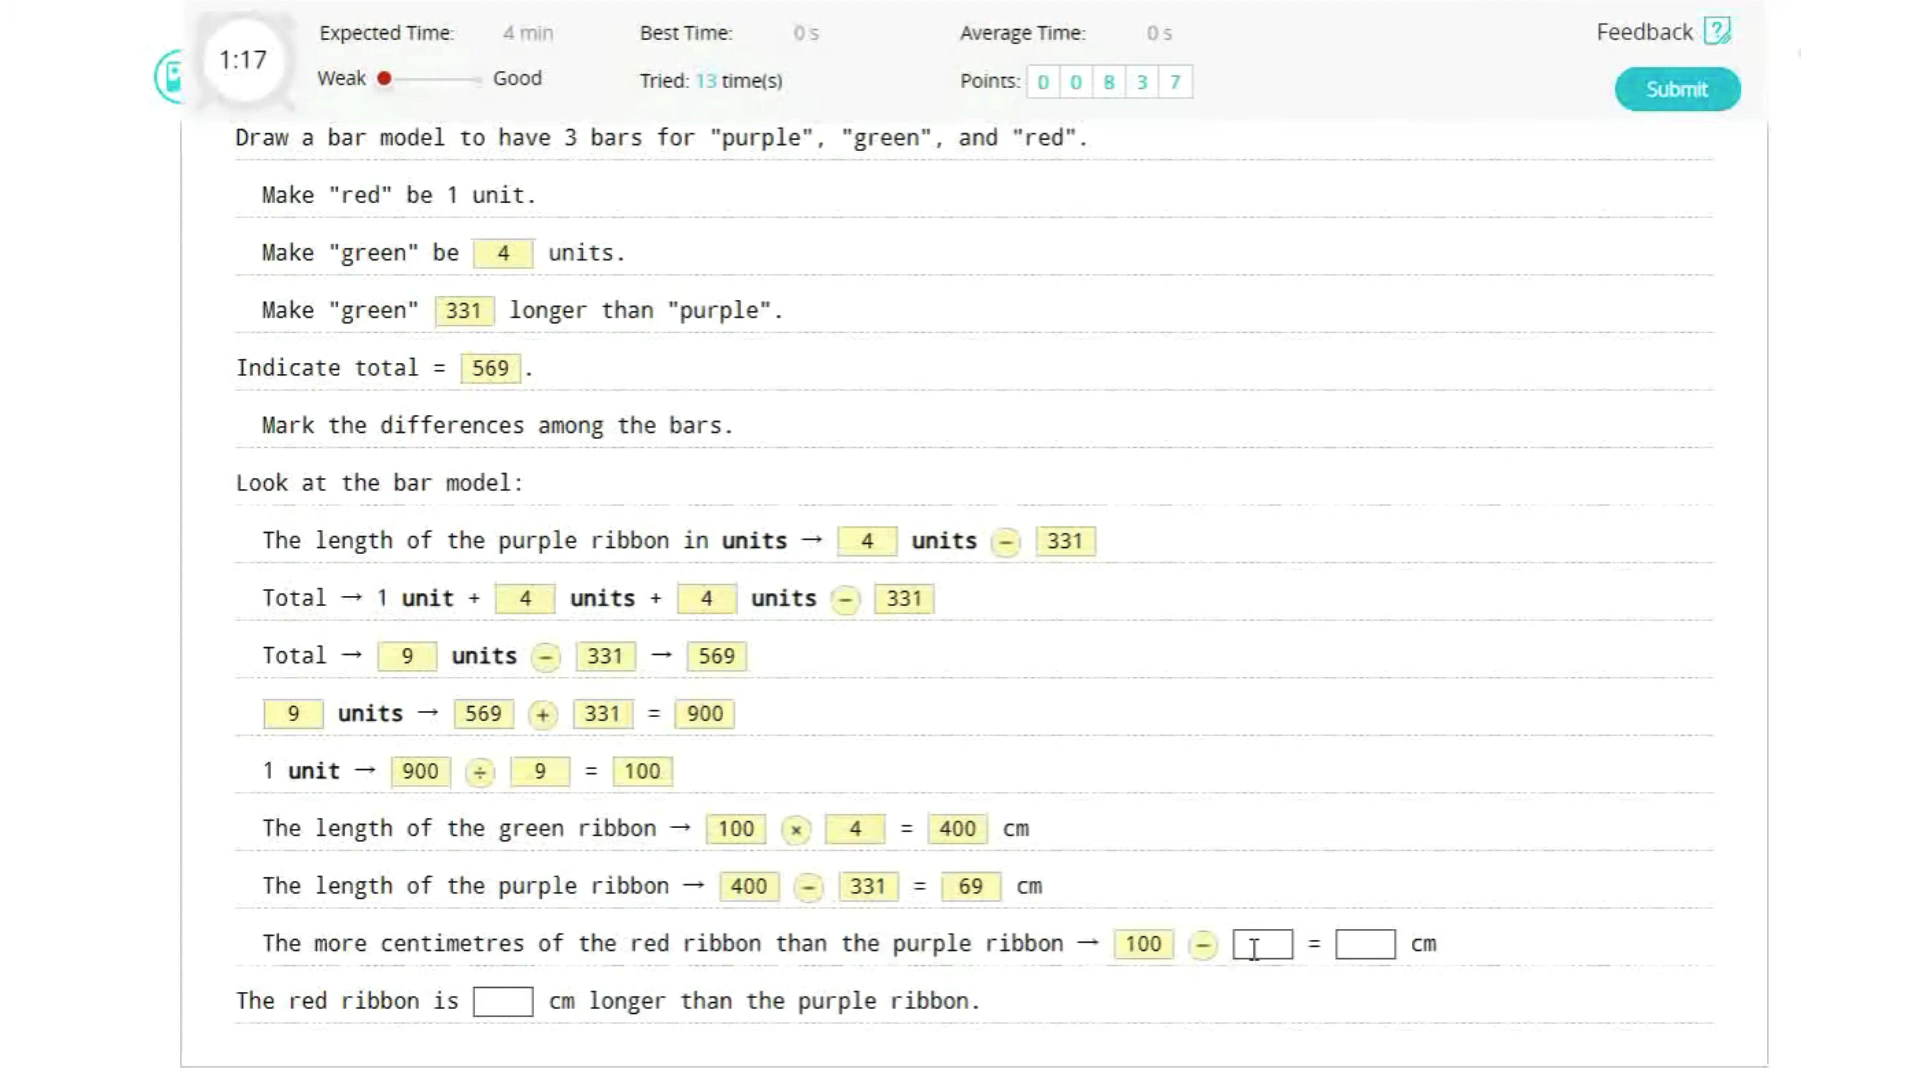 1:17
Expected Time: 4 min Best Time: 0 s Average Time: 0 s Feedback
Weak Good Tried: 13 time(s) Points: 0 0 8 3 7
Submit
Draw a bar model to have 3 bars for "purple", "green", and "red".
Make "red" be 1 unit.
Make "green" be 4 units.
Make "green" 331 longer than "purple".
Indicate total = 569 .
Mark the differences among the bars.
Look at the bar model:
The length of the purple ribbon in units → 4 units − 331
Total → 1 unit + 4 units + 4 units − 331
Total → 9 units − 331 → 569
9 units → 569 + 331 = 900
1 unit → 900 ÷ 9 = 100
The length of the green ribbon → 100 × 4 = 400 cm
The length of the purple ribbon → 400 − 331 = 69 cm
The more centimetres of the red ribbon than the purple ribbon → 100 − = cm
The red ribbon is cm longer than the purple ribbon.